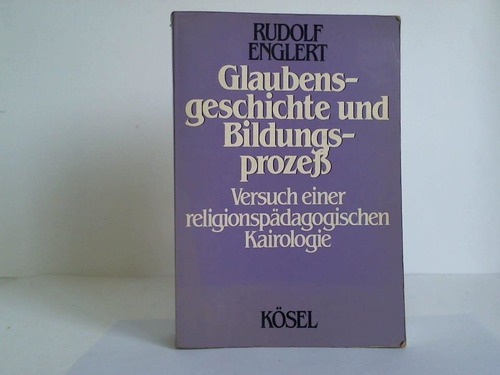 RUDOLF
ENGLERT
Glaubens-
geschichte und
Bildungs-
prozeß
Versuch einer
religionspädagogischen
Kairologie
KÖSEL